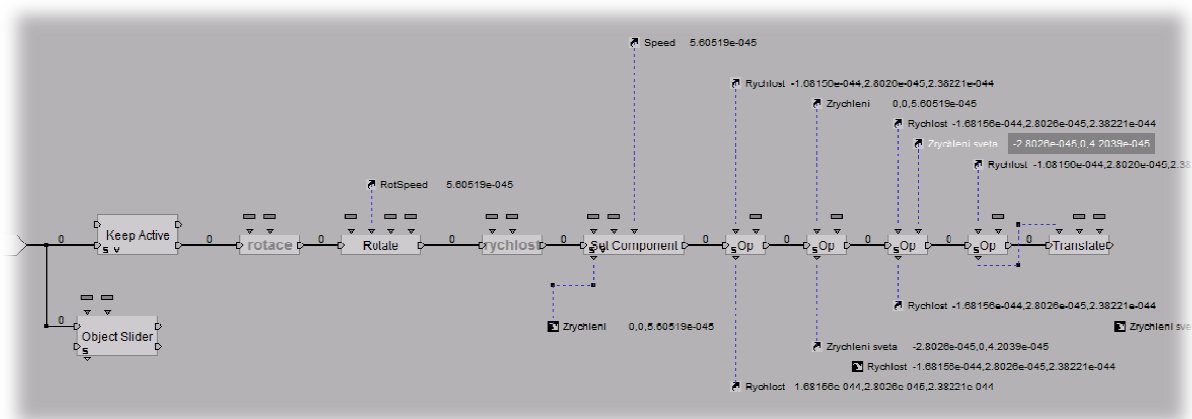 Speed 5.60519e-045
Rychlost -1.68156e-044,2.8026e-045,2.38221e-044
Zrychleni 0,0,5.60519e-045
Rychlost -1.68156e-044,2.8026e-045,2.38221e-044
Zrychleni sveta -2.8026e-045,0,4.2039e-045
Rychlost -1.68156e-044,2.8026e-045,2.38
RotSpeed 5.60519e-045
0 Keep Active 0 rotace 0 Rotate 0 rychlost 0 Set Component 0 Op 0 Op 0 Op 0 Op 0 Translate
S V S V S S S S
Rychlost -1.68156e-044,2.8026e-045,2.38221e-044
0 Object Slider
S
Zrychleni 0,0,5.60519e-045
Zrychleni sve
Zrychleni sveta -2.8026e-045,0,4.2039e-045
Rychlost -1.68156e-044,2.8026e-045,2.38221e-044
Rychlost -1.68156e-044,2.8026e-045,2.38221e-044